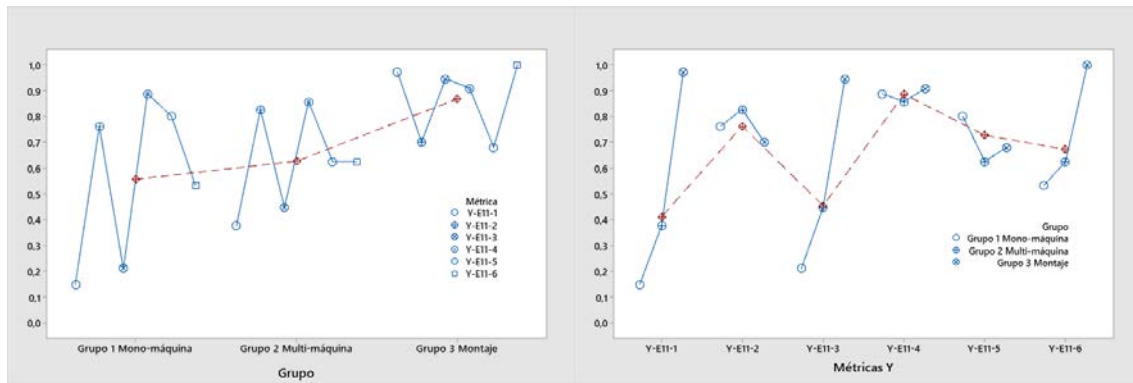 1,0
0,9
0,8
0,7
0,6
0,5
0,4
0,3
0,2
0,1
0,0
Métrica
Y-E11-1
Y-E11-2
Y-E11-3
Y-E11-4
Y-E11-5
Y-E11-6
Grupo 1 Mono-máquina
Grupo 2 Multi-máquina
Grupo 3 Montaje
Grupo
1,0
0,9
0,8
0,7
0,6
0,5
0,4
0,3
0,2
0,1
0,0
Grupo
Grupo 1 Mono-máquina
Grupo 2 Multi-máquina
Grupo 3 Montaje
Y-E11-1
Y-E11-2
Y-E11-3
Y-E11-4
Y-E11-5
Y-E11-6
Métricas Y